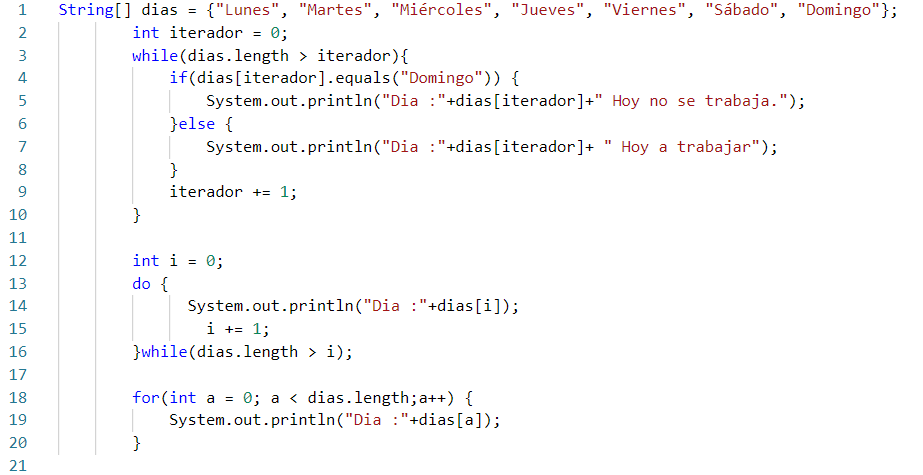 1 String[] dias = {"Lunes", "Martes", "Miércoles", "Jueves", "Viernes", "Sábado", "Domingo"};
2 int iterador = 0;
3 while(dias.length > iterador){
4 if(dias[iterador].equals("Domingo")) {
5 System.out.println("Dia :"+dias[iterador]+" Hoy no se trabaja.");
6 }else {
7 System.out.println("Dia :"+dias[iterador]+ " Hoy a trabajar");
8 }
9 iterador += 1;
10 }
11
12 int i = 0;
13 do {
14 System.out.println("Dia :"+dias[i]);
15 i += 1;
16 }while(dias.length > i);
17
18 for(int a = 0; a < dias.length;a++) {
19 System.out.println("Dia :"+dias[a]);
20 }
21